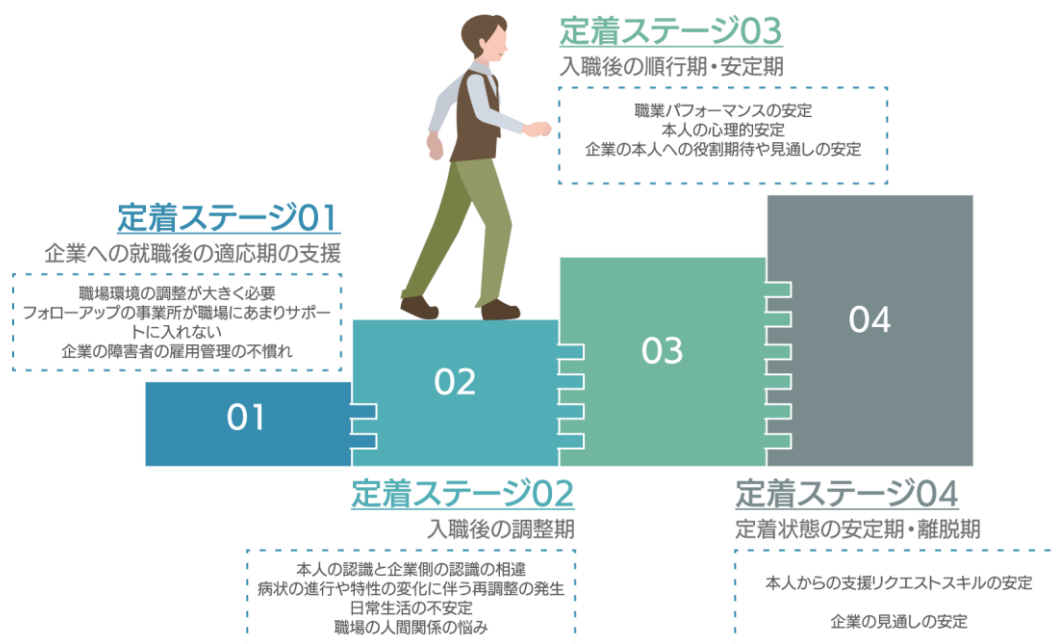 定着ステージ01
企業への就職後の適応期の支援
職場環境の調整が大きく必要
フォローアップの事業所が職場にあまりサポー
トに入れない
企業の障害者の雇用管理の不慣れ
01
定着ステージ02
入職後の調整期
本人の認識と企業側の認識の相違
病状の進行や特性の変化に伴う再調整の発生
日常生活の不安定
職場の人間関係の悩み
02
定着ステージ03
入職後の順行期・安定期
職業パフォーマンスの安定
本人の心理的安定
企業の本人への役割期待や見通しの安定
03
定着ステージ04
定着状態の安定期・離脱期
本人からの支援リクエストスキルの安定
企業の見通しの安定
04